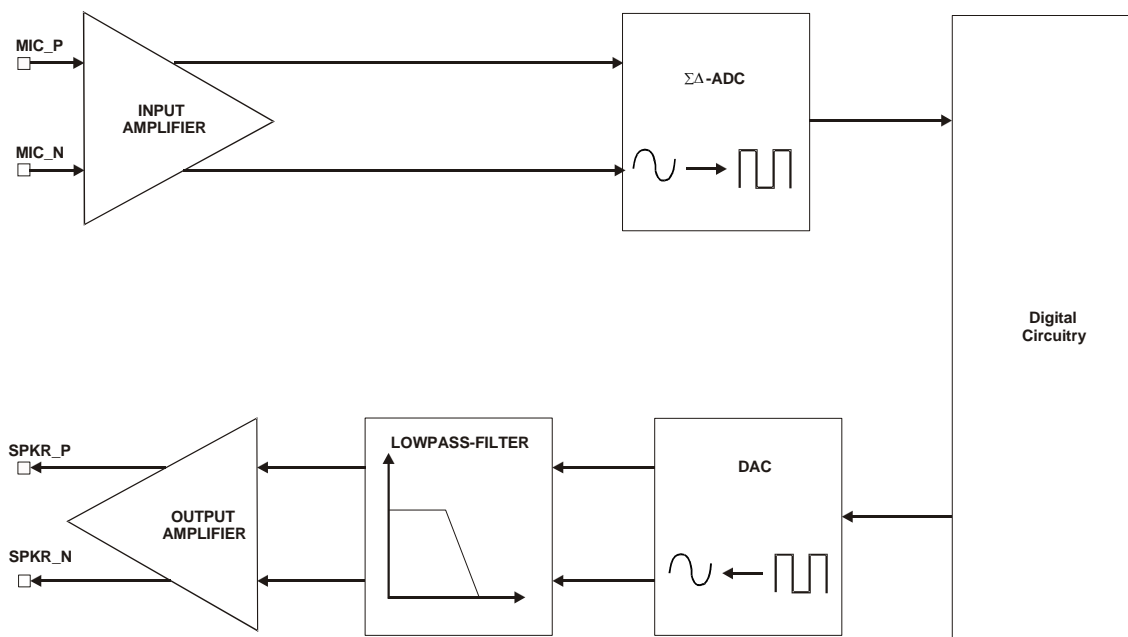 MIC_P
MIC_N
INPUT
AMPLIFIER
ΣΔ-ADC
Digital
Circuitry
SPKR_P
SPKR_N
OUTPUT
AMPLIFIER
LOWPASS-FILTER
DAC